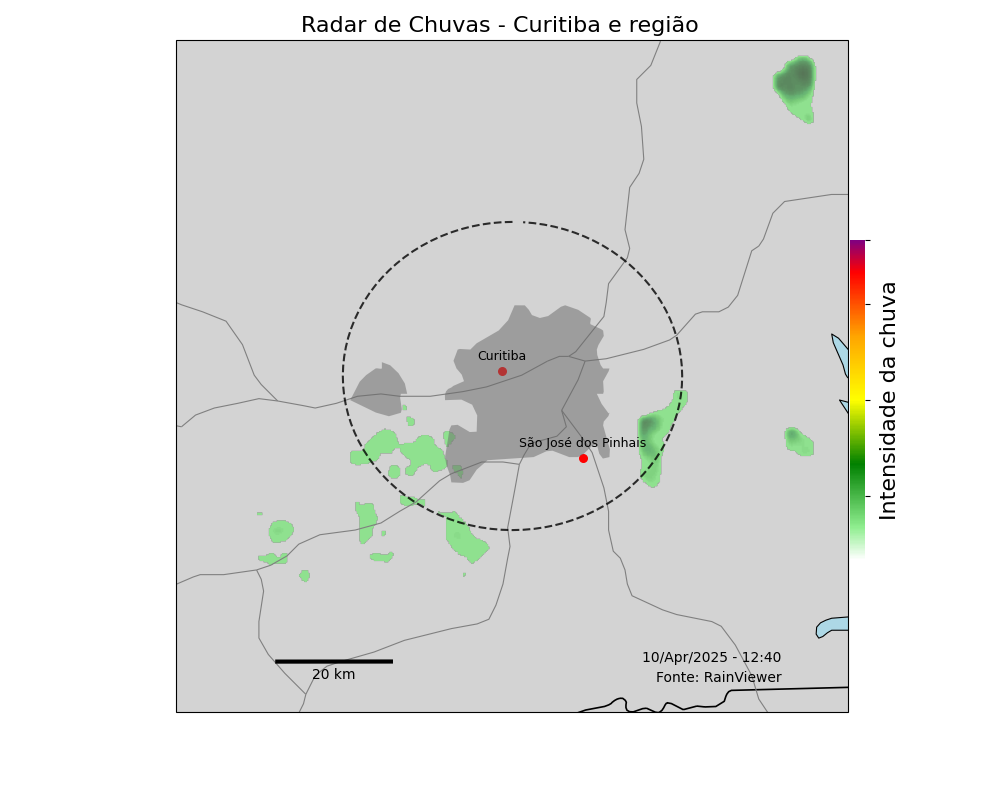 Radar de Chuvas - Curitiba e região
Curitiba
São José dos Pinhais
Intensidade da chuva
20 km
10/Apr/2025 - 12:40
Fonte: RainViewer